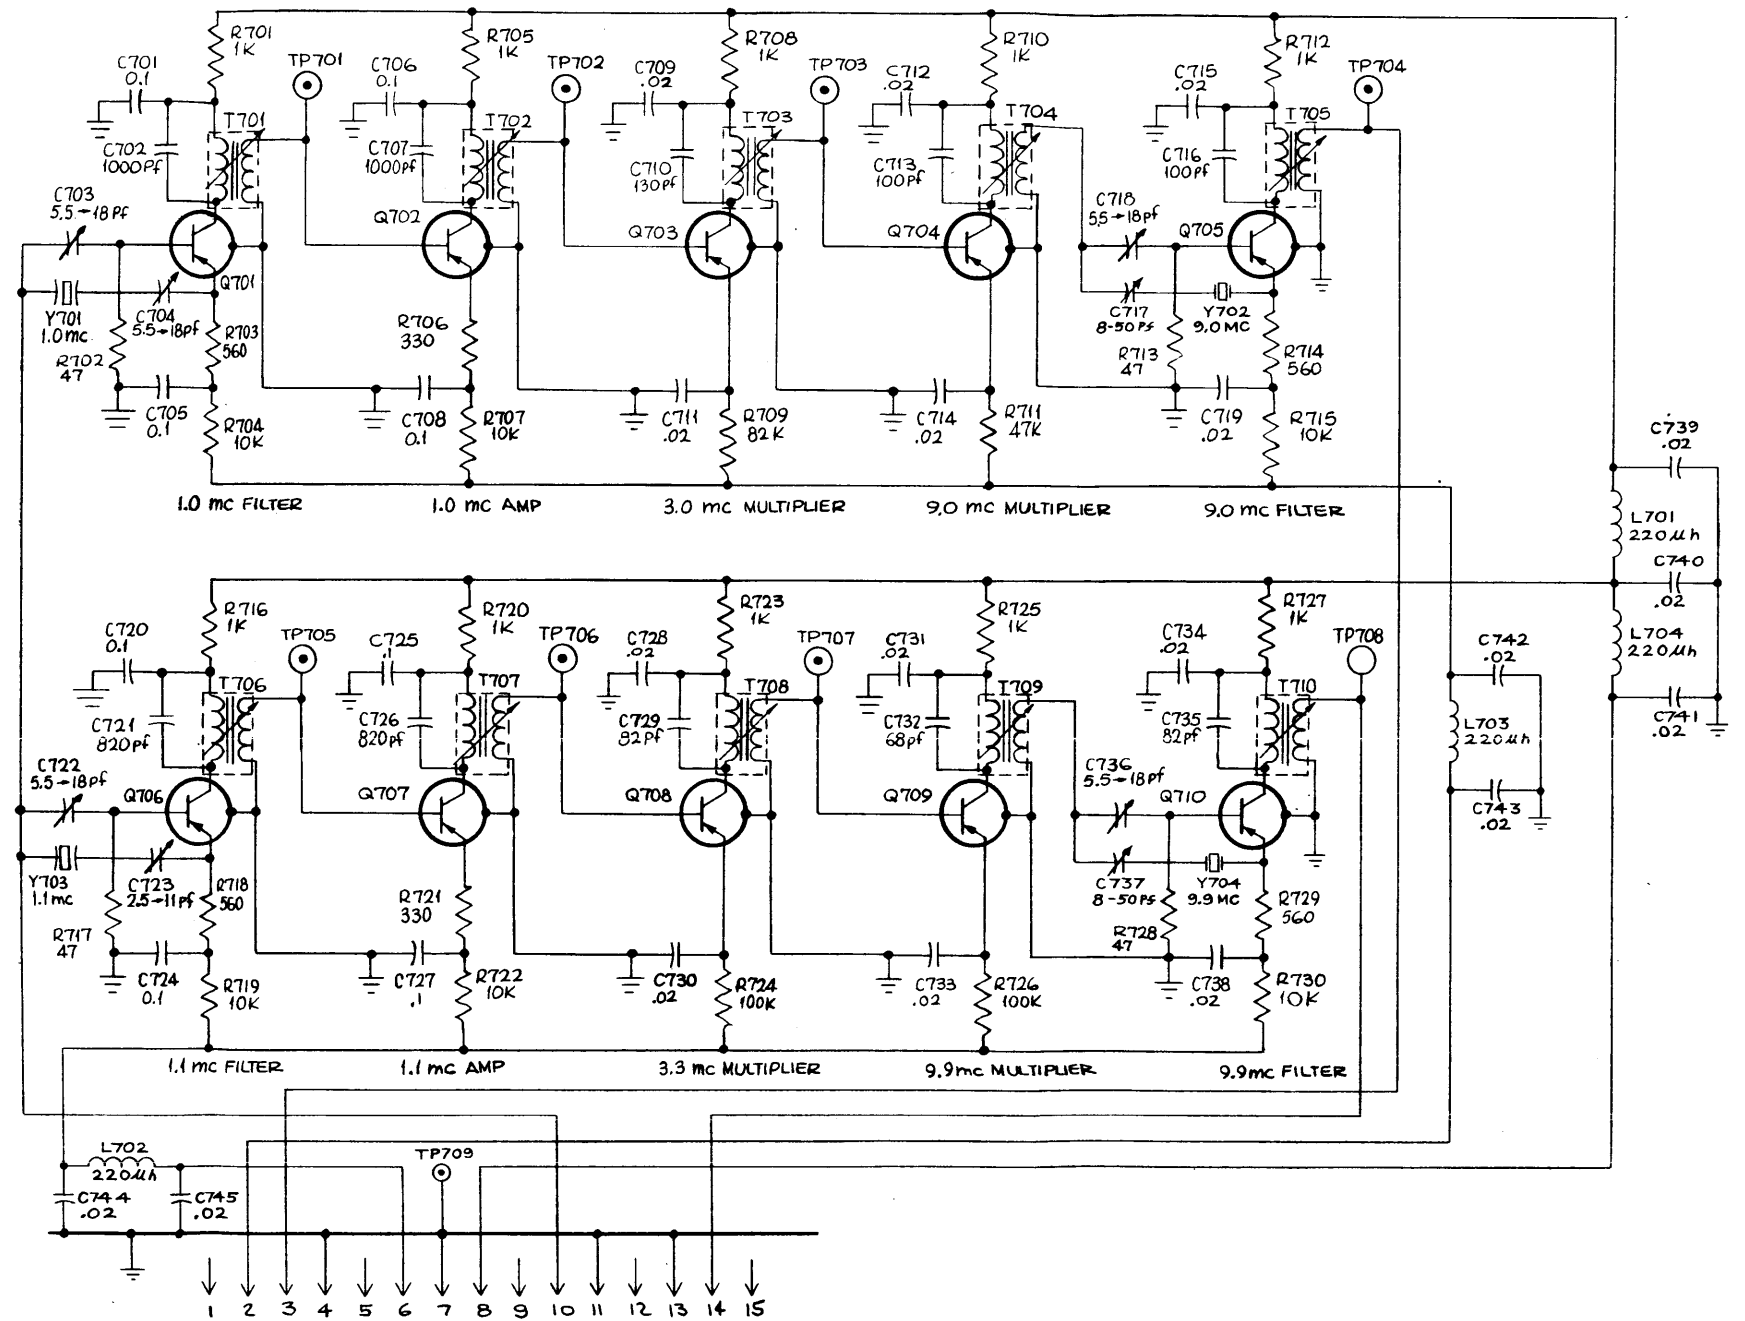 R701
1K
R705
1K
R708
1K
R710
1K
R712
1K
C701
0.1
TP701
C706
0.1
TP702
C709
.02
TP703
C712
.02
C715
.02
TP704
T701
T702
T703
T704
T705
C702
1000Pf
C707
1000Pf
C710
130Pf
C713
100Pf
C716
100pf
C703
5.5→18Pf
Q702
Q703
Q704
C718
5.5→18pf
Q705
Q701
Y701
1.0mc
C704
5.5→18pf
R703
560
R706
330
C717
8-50Pf
Y702
9.0MC
R702
47
R713
47
R714
560
C705
0.1
R704
10K
C708
0.1
R707
10K
C711
.02
R709
82K
C714
.02
R711
47K
C719
.02
R715
10K
1.0 mc FILTER
1.0 mc AMP
3.0 mc MULTIPLIER
9.0 mc MULTIPLIER
9.0 mc FILTER
C739
.02
L701
220µh
C740
.02
L704
220µh
C741
.02
C742
.02
L703
220µh
C743
.02
R716
1K
R720
1K
R723
1K
R725
1K
R727
1K
C720
0.1
TP705
C725
.1
TP706
C728
.02
TP707
C731
.02
C734
.02
TP708
T706
T707
T708
T709
T710
C721
820pf
C726
820pf
C729
82Pf
C732
68pf
C735
82pf
C722
5.5→18pf
Q706
Q707
Q708
Q709
C736
5.5→18pf
Q710
Y703
1.1mc
C723
2.5→11pf
R718
560
R721
330
C737
8-50Pf
Y704
9.9MC
R729
560
R717
47
R728
47
C724
0.1
R719
10K
C727
.1
R722
10K
C730
.02
R724
100K
C733
.02
R726
100K
C738
.02
R730
10K
1.1 mc FILTER
1.1 mc AMP
3.3 mc MULTIPLIER
9.9mc MULTIPLIER
9.9mc FILTER
L702
220µh
TP709
C744
.02
C745
.02
1 2 3 4 5 6 7 8 9 10 11 12 13 14 15